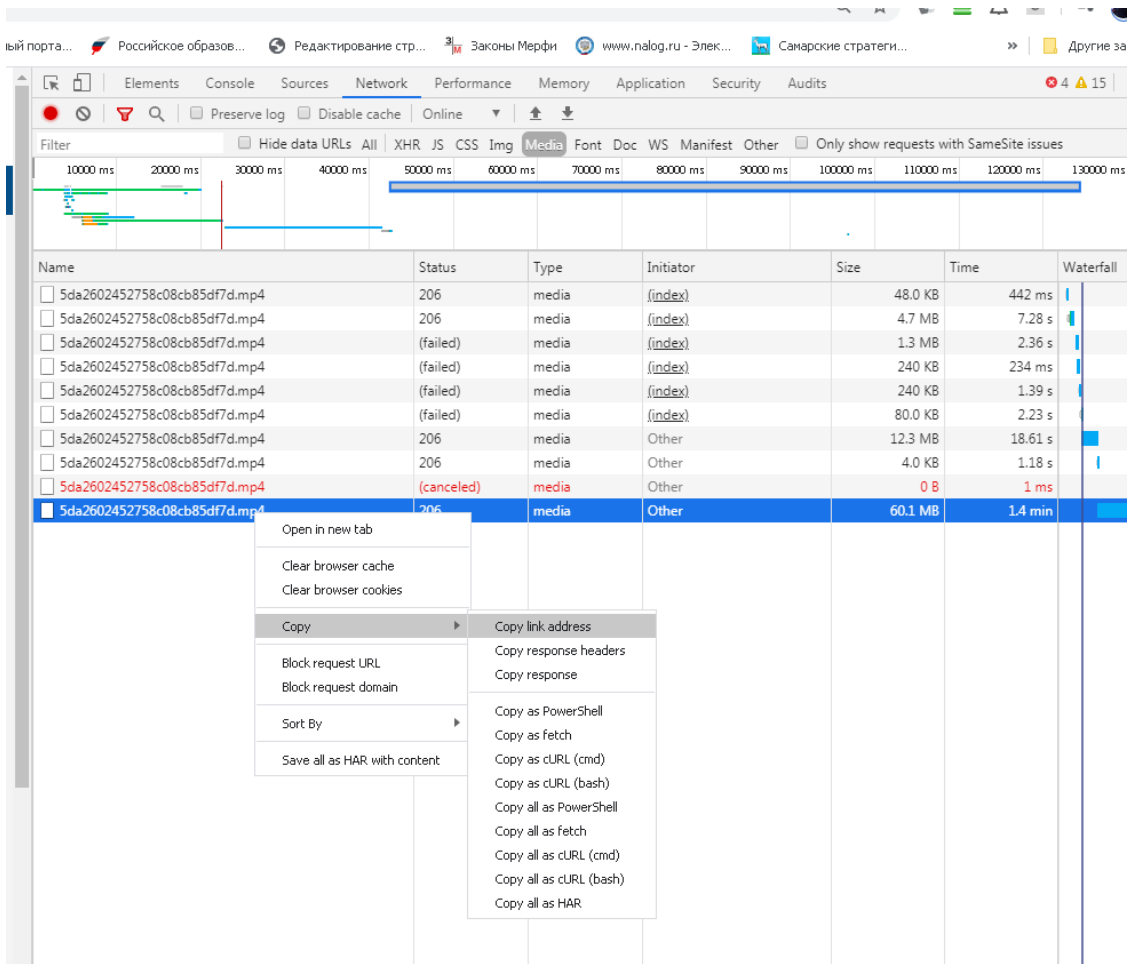 ый порта... Российское образов... Редактирование стр... Законы Мерфи www.nalog.ru - Элек... Самарские стратеги... » Другие за
Elements Console Sources Network Performance Memory Application Security Audits 4 15
Preserve log Disable cache Online
Filter Hide data URLs All XHR JS CSS Img Media Font Doc WS Manifest Other Only show requests with SameSite issues
10000 ms 20000 ms 30000 ms 40000 ms 50000 ms 60000 ms 70000 ms 80000 ms 90000 ms 100000 ms 110000 ms 120000 ms 130000 ms
Name Status Type Initiator Size Time Waterfall
5da2602452758c08cb85df7d.mp4 206 media (index) 48.0 KB 442 ms
5da2602452758c08cb85df7d.mp4 206 media (index) 4.7 MB 7.28 s
5da2602452758c08cb85df7d.mp4 (failed) media (index) 1.3 MB 2.36 s
5da2602452758c08cb85df7d.mp4 (failed) media (index) 240 KB 234 ms
5da2602452758c08cb85df7d.mp4 (failed) media (index) 240 KB 1.39 s
5da2602452758c08cb85df7d.mp4 (failed) media (index) 80.0 KB 2.23 s
5da2602452758c08cb85df7d.mp4 206 media Other 12.3 MB 18.61 s
5da2602452758c08cb85df7d.mp4 206 media Other 4.0 KB 1.18 s
5da2602452758c08cb85df7d.mp4 (canceled) media Other 0 B 1 ms
5da2602452758c08cb85df7d.mp4 206 media Other 60.1 MB 1.4 min
Open in new tab
Clear browser cache
Clear browser cookies
Copy
Block request URL
Block request domain
Sort By
Save all as HAR with content
Copy link address
Copy response headers
Copy response
Copy as PowerShell
Copy as fetch
Copy as cURL (cmd)
Copy as cURL (bash)
Copy all as PowerShell
Copy all as fetch
Copy all as cURL (cmd)
Copy all as cURL (bash)
Copy all as HAR